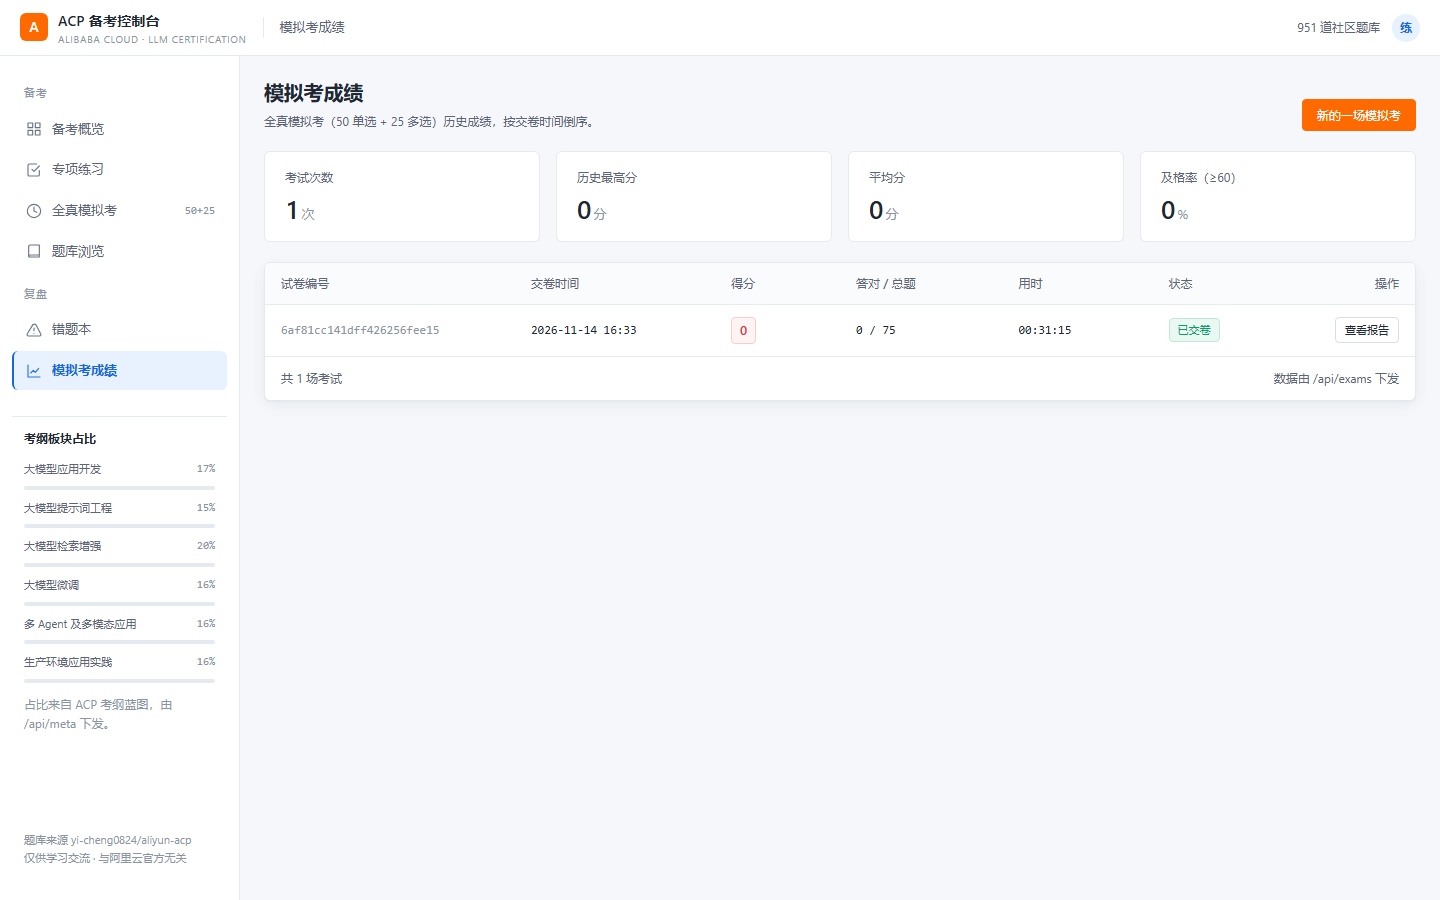 A
ACP 备考控制台
ALIBABA CLOUD · LLM CERTIFICATION
模拟考成绩
951 道社区题库
练
备考
备考概览
专项练习
全真模拟考
50+25
题库浏览
复盘
错题本
模拟考成绩
考纲板块占比
大模型应用开发
17%
大模型提示词工程
15%
大模型检索增强
20%
大模型微调
16%
多 Agent 及多模态应用
16%
生产环境应用实践
16%
占比来自 ACP 考纲蓝图，由
/api/meta 下发。
题库来源 yi-cheng0824/aliyun-acp
仅供学习交流 · 与阿里云官方无关
模拟考成绩
全真模拟考（50 单选 + 25 多选）历史成绩，按交卷时间倒序。
新的一场模拟考
考试次数
1 次
历史最高分
0 分
平均分
0 分
及格率（≥60）
0 %
试卷编号 交卷时间 得分 答对 / 总题 用时 状态 操作
6af81cc141dff426256fee15 2026-11-14 16:33 0 0 / 75 00:31:15 已交卷 查看报告
共 1 场考试
数据由 /api/exams 下发